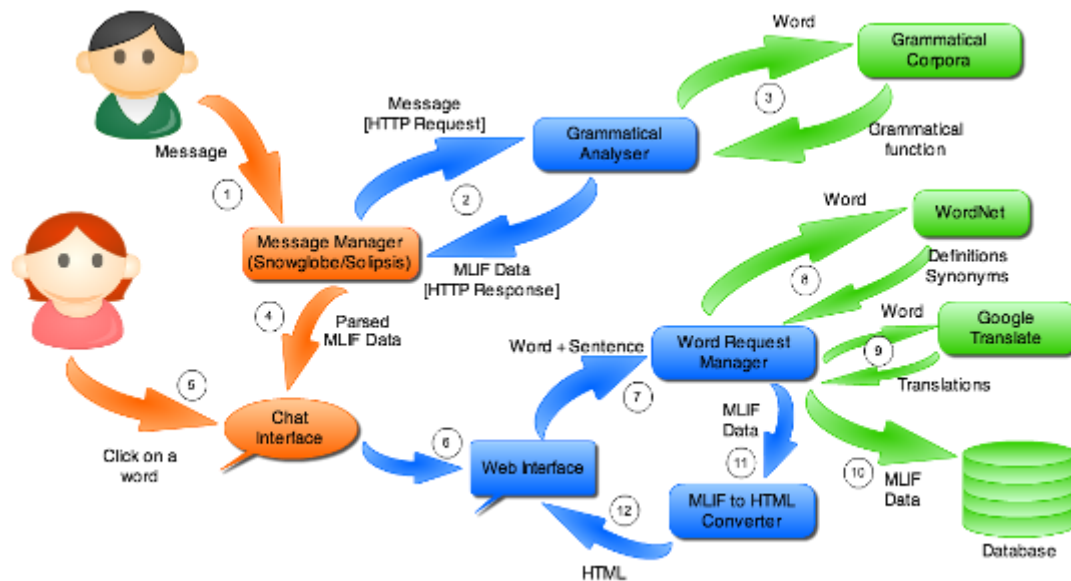 Word
Grammatical
Corpora
3
Message
[HTTP Request]
Grammatical
Analyser
Grammatical
function
Message
1
2
Word
WordNet
Message Manager
(Snowglobe/Solipsis)
MLIF Data
[HTTP Response]
8
Definitions
Synonyms
4
Parsed
MLIF Data
Word
Google
Translate
Word + Sentence
Word Request
Manager
9
5
7
Translations
Chat
Interface
MLIF
Data
Click on a
word
6
Web Interface
11
10
MLIF
Data
12
MLIF to HTML
Converter
HTML
Database